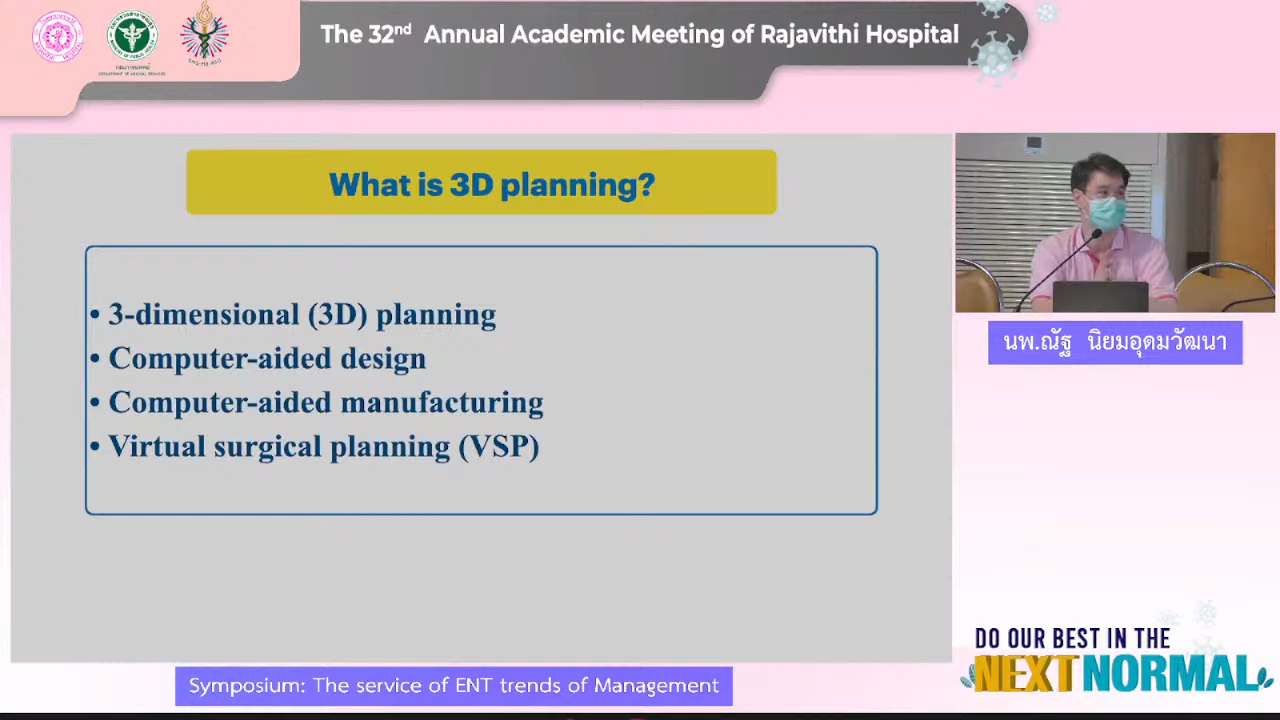 The 32nd Annual Academic Meeting of Rajavithi Hospital
What is 3D planning?
• 3-dimensional (3D) planning
• Computer-aided design
• Computer-aided manufacturing
• Virtual surgical planning (VSP)
นพ.ณัฐ นิยมอุดมวัฒนา
DO OUR BEST IN THE
NEXT NORMAL
Symposium: The service of ENT trends of Management